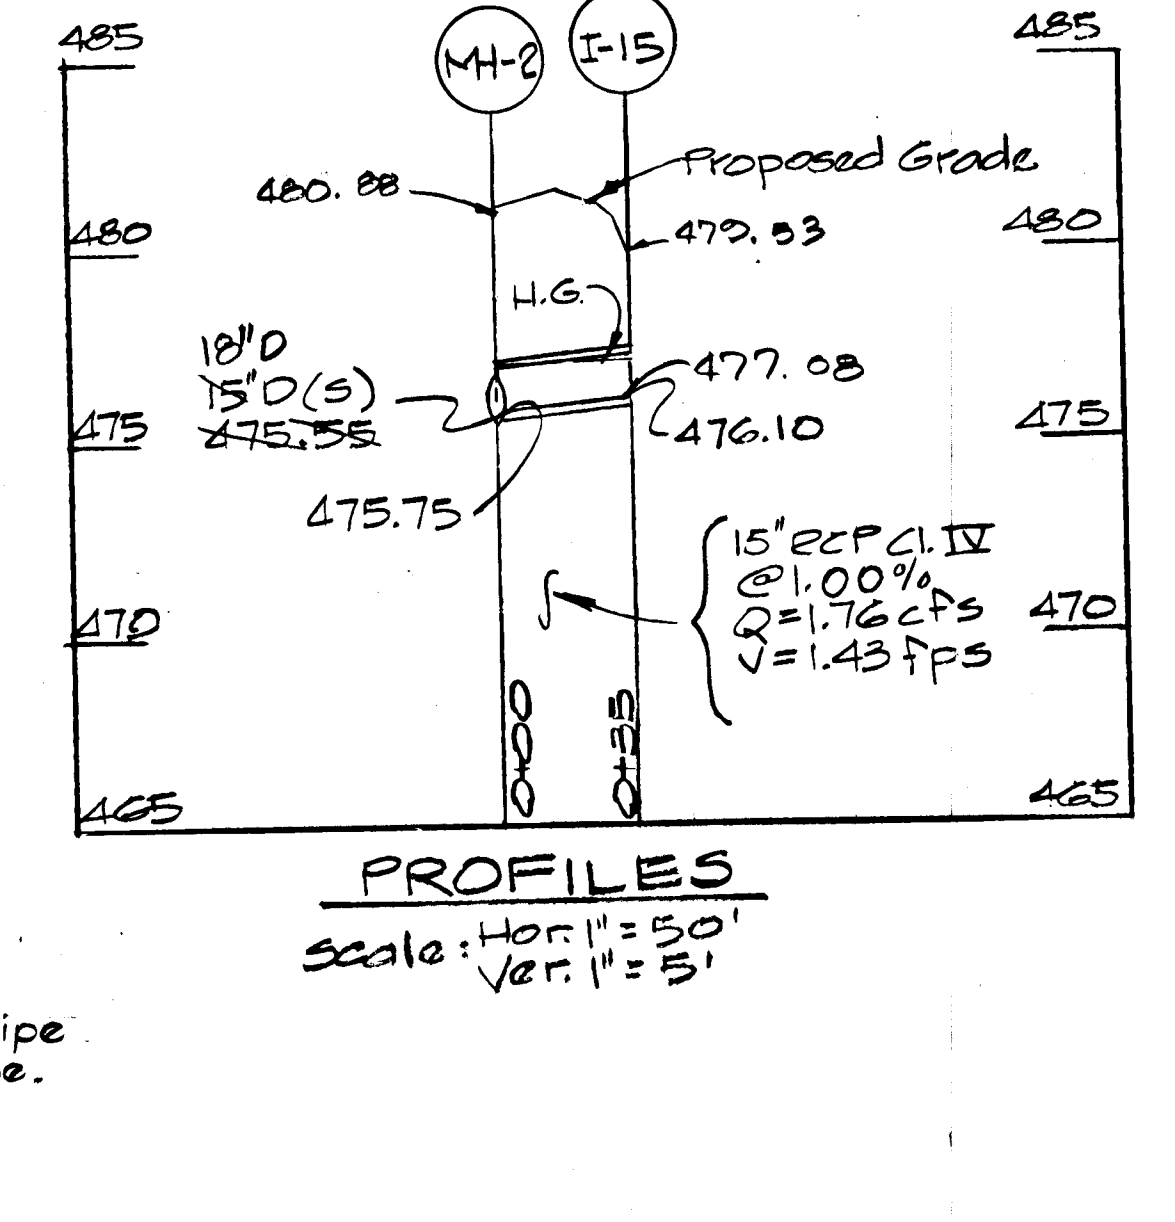 MH-2
I-15
485
485
Proposed Grade
480.88
480
479.53
480
H.G.
18"D
15"D(S)
475.55
477.08
475
476.10
475
475.75
15" RCP Cl. IV
@1.00%
Q=1.76cfs
V=1.43fps
470
470
0+00
0+35
465
465
PROFILES
scale: Hor. 1"=50'
Ver. 1"=5'
ipe
e.